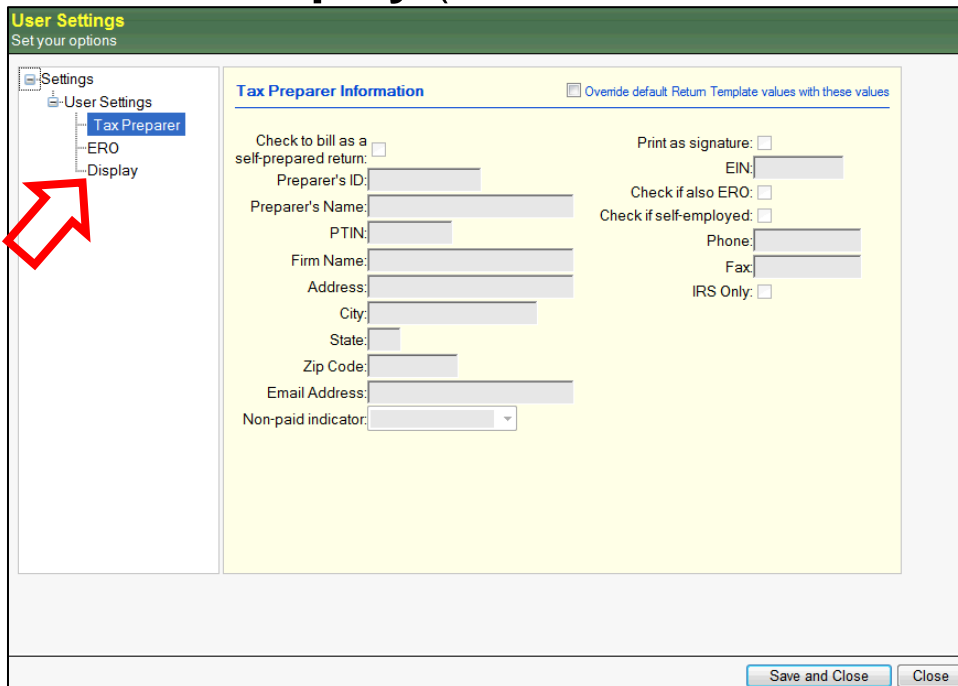 User Settings
Set your options
Settings
User Settings
Tax Preparer
ERO
Display
Tax Preparer Information
Override default Return Template values with these values
Check to bill as a
self-prepared return:
Preparer's ID:
Preparer's Name:
PTIN:
Firm Name:
Address:
City:
State:
Zip Code:
Email Address:
Non-paid indicator:
Print as signature:
EIN:
Check if also ERO:
Check if self-employed:
Phone:
Fax:
IRS Only:
Save and Close
Close